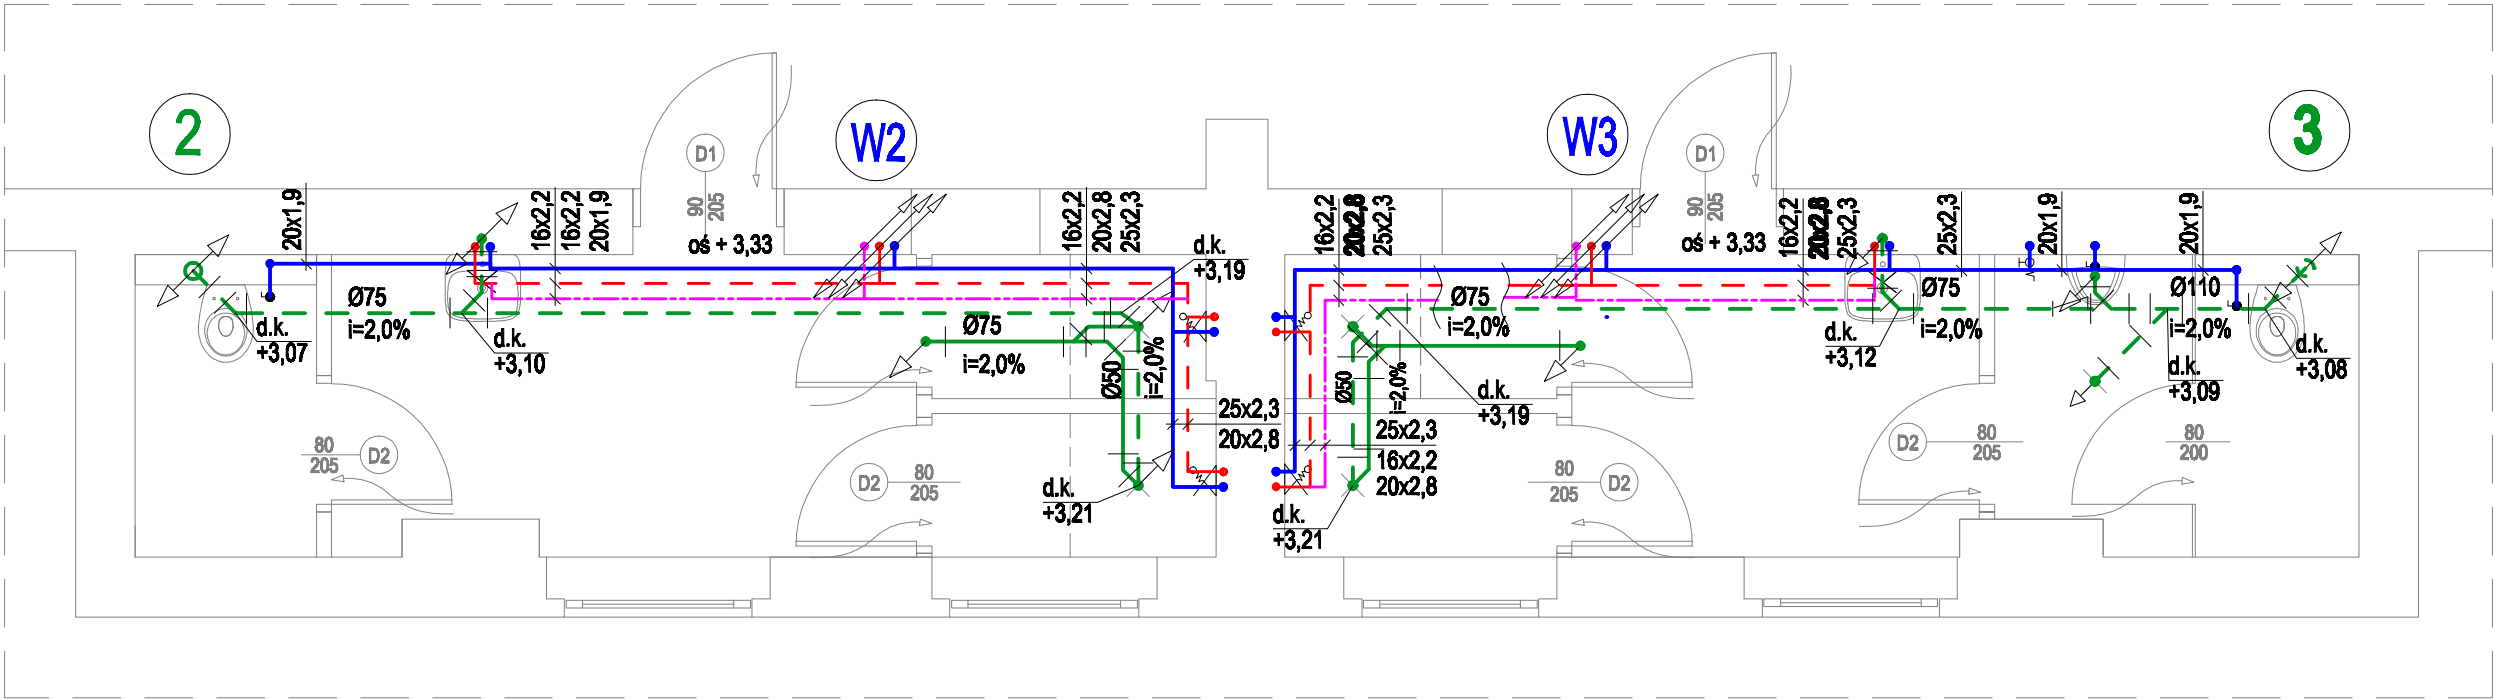 2
D1
90
205
W2
W3
D1
90
205
3
20x1,9
16x2,2
16x2,2
20x1,9
oś + 3,33
16x2,2
20x2,8
25x2,3
d.k.
+3,19
16x2,2
20x2,8
25x2,3
oś + 3,33
16x2,2
20x2,8
25x2,3
25x2,3
20x1,9
20x1,9
Ø75
i=2,0%
d.k.
+3,07
d.k.
+3,10
Ø75
i=2,0%
Ø50
i=2,0%
Ø75
i=2,0%
Ø50
i=2,0%
d.k.
+3,19
d.k.
+3,12
Ø75
i=2,0%
Ø110
i=2,0%
d.k.
+3,09
d.k.
+3,08
25x2,3
20x2,8
25x2,3
16x2,2
20x2,8
80
205
D2
D2
80
205
d.k.
+3,21
d.k.
+3,21
80
205
D2
D2
80
205
80
200